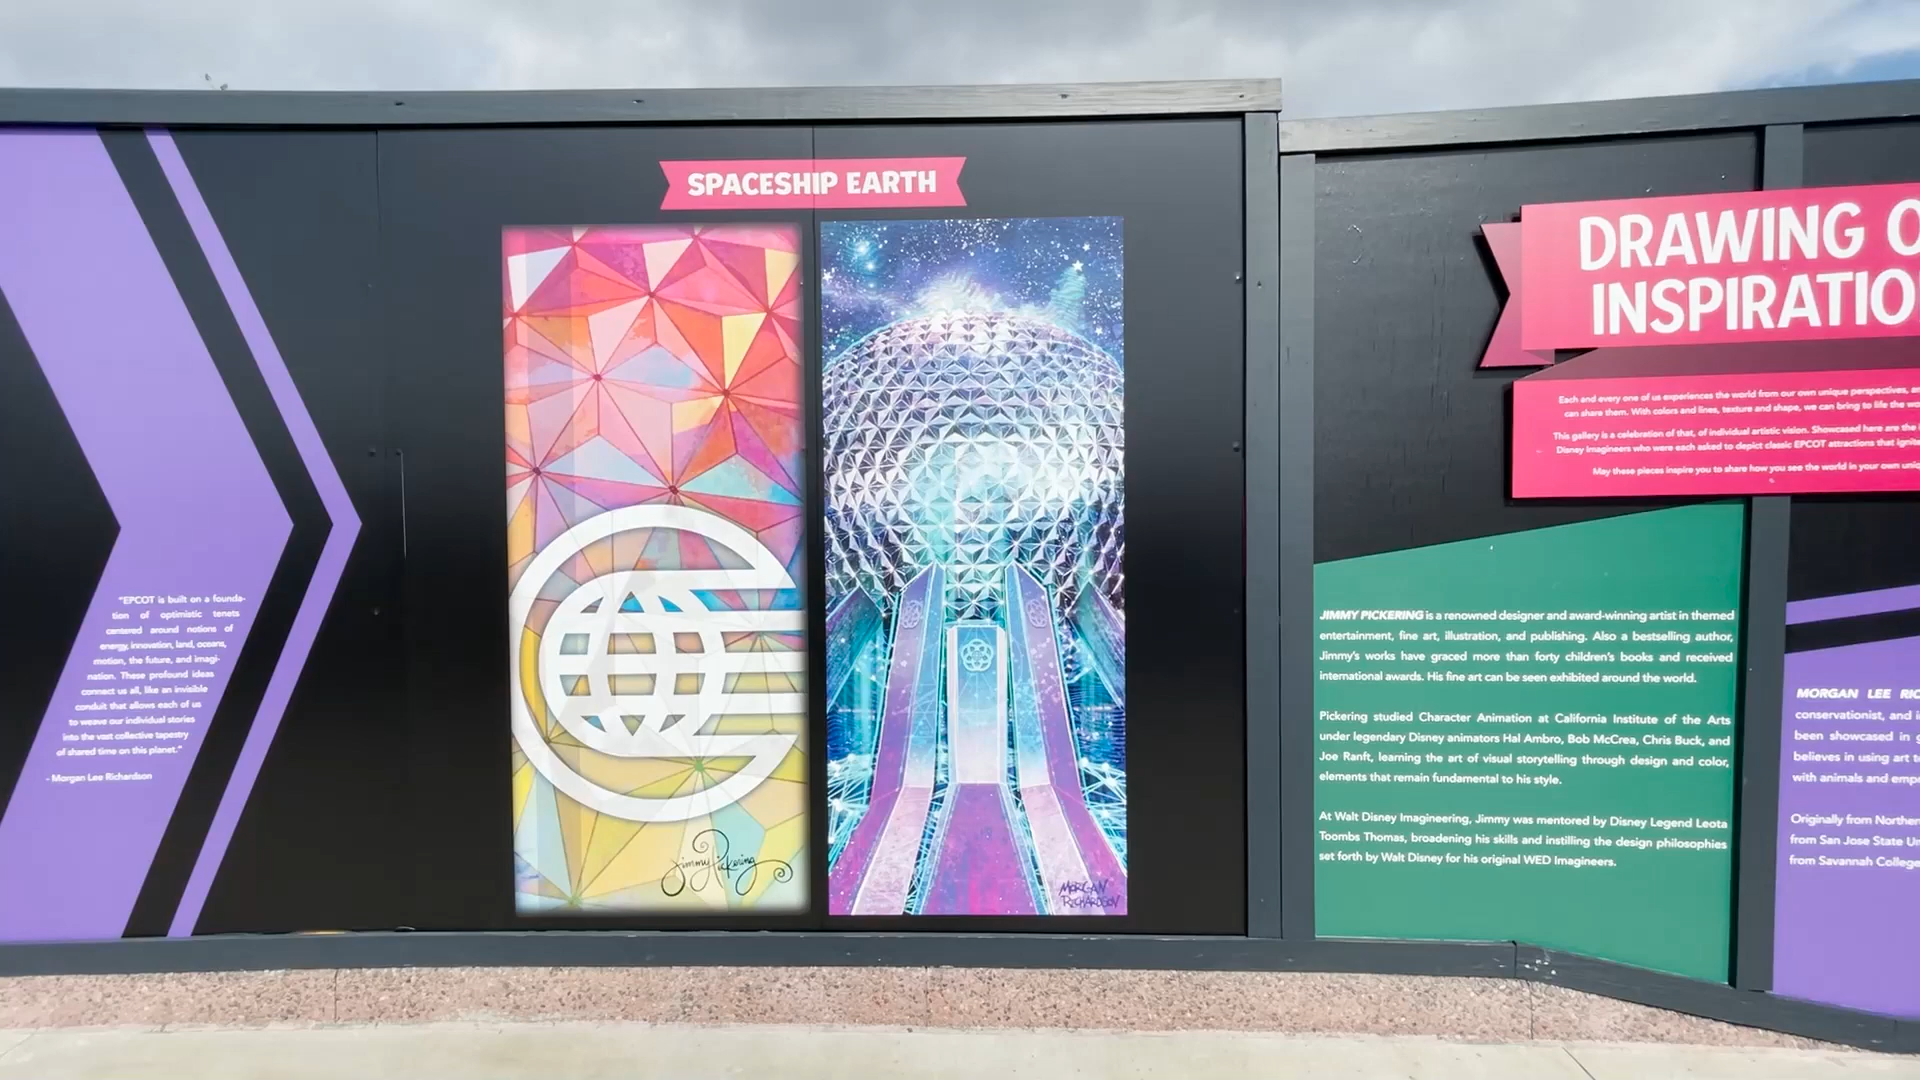 "EPCOT is built on a founda-
tion of optimistic tenets
centered around notions of
energy, innovation, land, oceans,
motion, the future, and imagi-
nation. These profound ideas
connect us all, like an invisible
conduit that allows each of us
to weave our individual stories
into the vast collective tapestry
of shared time on this planet."
- Morgan Lee Richardson
SPACESHIP EARTH
Jimmy Pickering
MORGAN
RICHARDSON
DRAWING O
INSPIRATIO
Each and every one of us experiences the world from our own unique perspectives, an
can share them. With colors and lines, texture and shape, we can bring to life the wo
This gallery is a celebration of that, of individual artistic vision. Showcased here are the
Disney Imagineers who were each asked to depict classic EPCOT attractions that ignite
May these pieces inspire you to share how you see the world in your own uniq
JIMMY PICKERING is a renowned designer and award-winning artist in themed
entertainment, fine art, illustration, and publishing. Also a bestselling author,
Jimmy's works have graced more than forty children's books and received
international awards. His fine art can be seen exhibited around the world.
Pickering studied Character Animation at California Institute of the Arts
under legendary Disney animators Hal Ambro, Bob McCrea, Chris Buck, and
Joe Ranft, learning the art of visual storytelling through design and color,
elements that remain fundamental to his style.
At Walt Disney Imagineering, Jimmy was mentored by Disney Legend Leota
Toombs Thomas, broadening his skills and instilling the design philosophies
set forth by Walt Disney for his original WED Imagineers.
MORGAN LEE RIC
conservationist, and i
been showcased in g
believes in using art t
with animals and emp
Originally from Northern
from San Jose State Un
from Savannah College